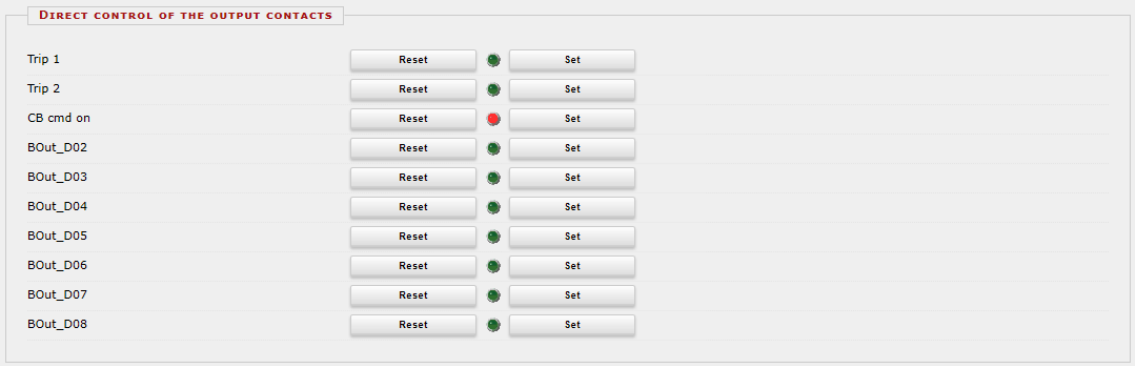 DIRECT CONTROL OF THE OUTPUT CONTACTS
Trip 1 Reset Set
Trip 2 Reset Set
CB cmd on Reset Set
BOut_D02 Reset Set
BOut_D03 Reset Set
BOut_D04 Reset Set
BOut_D05 Reset Set
BOut_D06 Reset Set
BOut_D07 Reset Set
BOut_D08 Reset Set